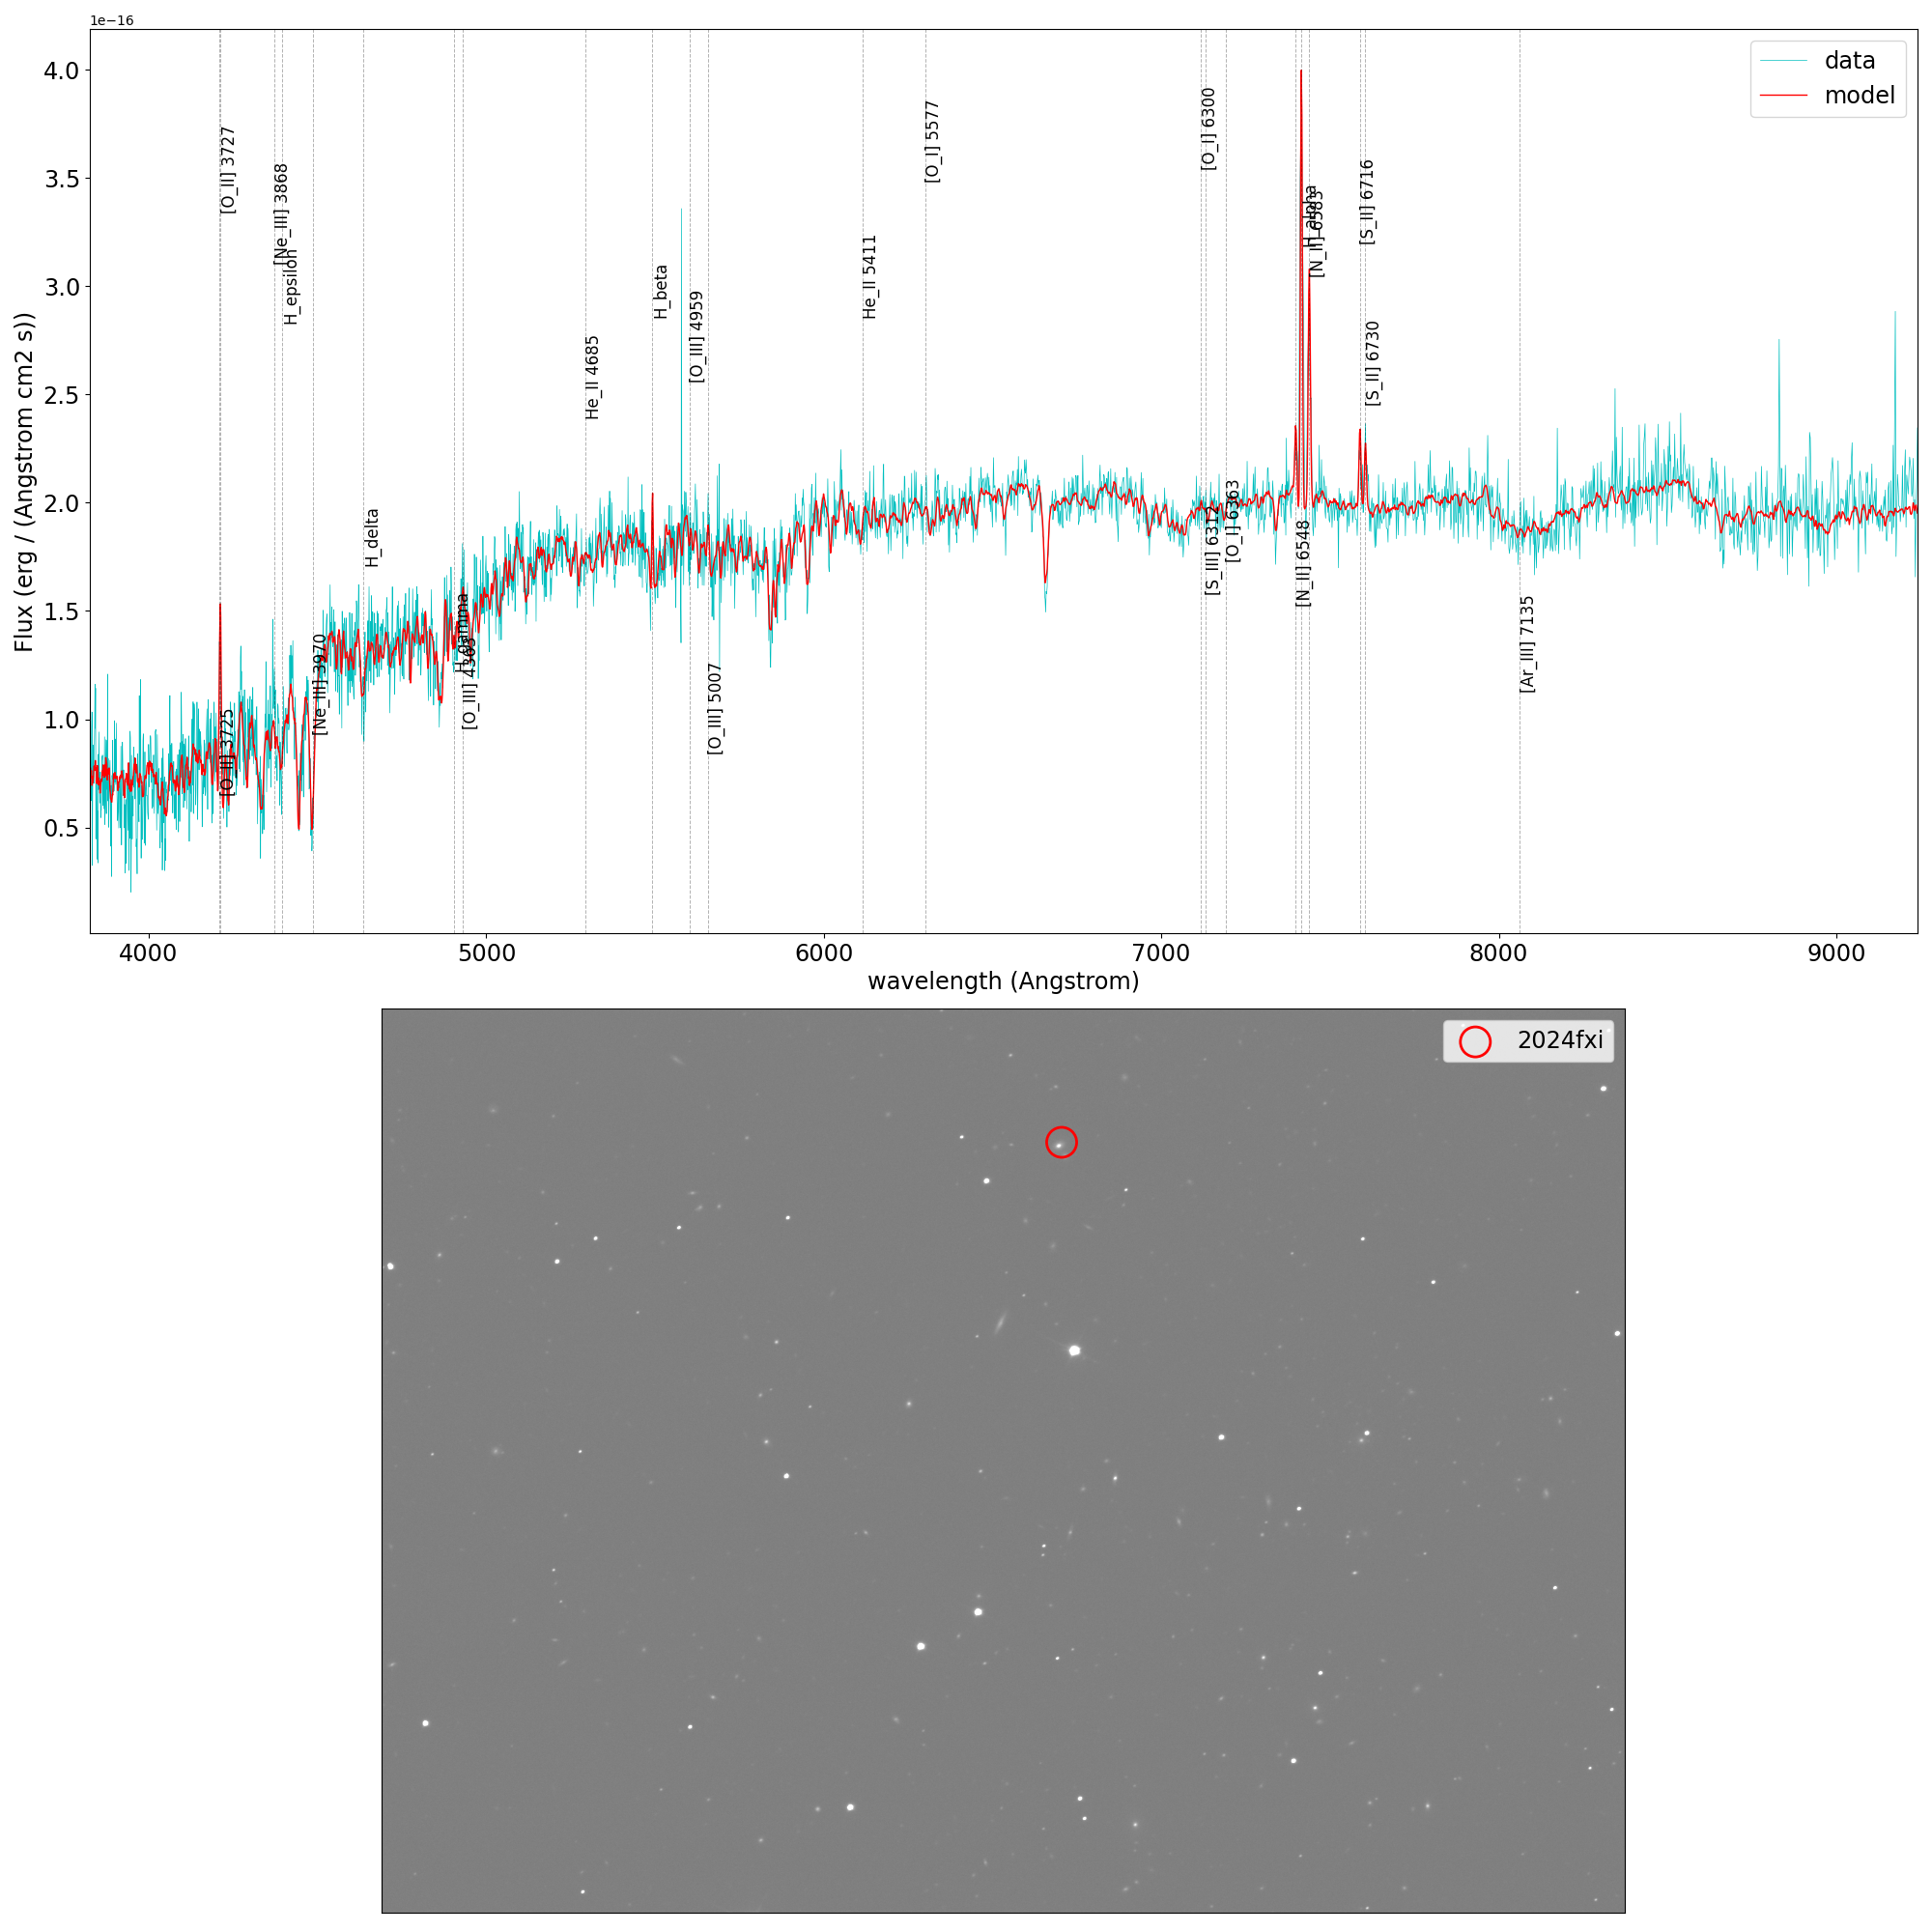 1e−16
data
model
4.0
3.5
3.0
2.5
2.0
1.5
1.0
0.5
Flux (erg / (Angstrom cm2 s))
[O_II] 3727
[O_II] 3725
[Ne_III] 3868
H_epsilon
[Ne_III] 3970
H_delta
H_gamma
[O_III] 4363
He_II 4685
H_beta
[O_III] 4959
[O_III] 5007
He_II 5411
[O_I] 5577
[O_I] 6300
[S_III] 6312
[O_I] 6363
[N_II] 6548
H_alpha
[N_II] 6583
[S_II] 6716
[S_II] 6730
[Ar_III] 7135
4000
5000
6000
7000
8000
9000
wavelength (Angstrom)
2024fxi